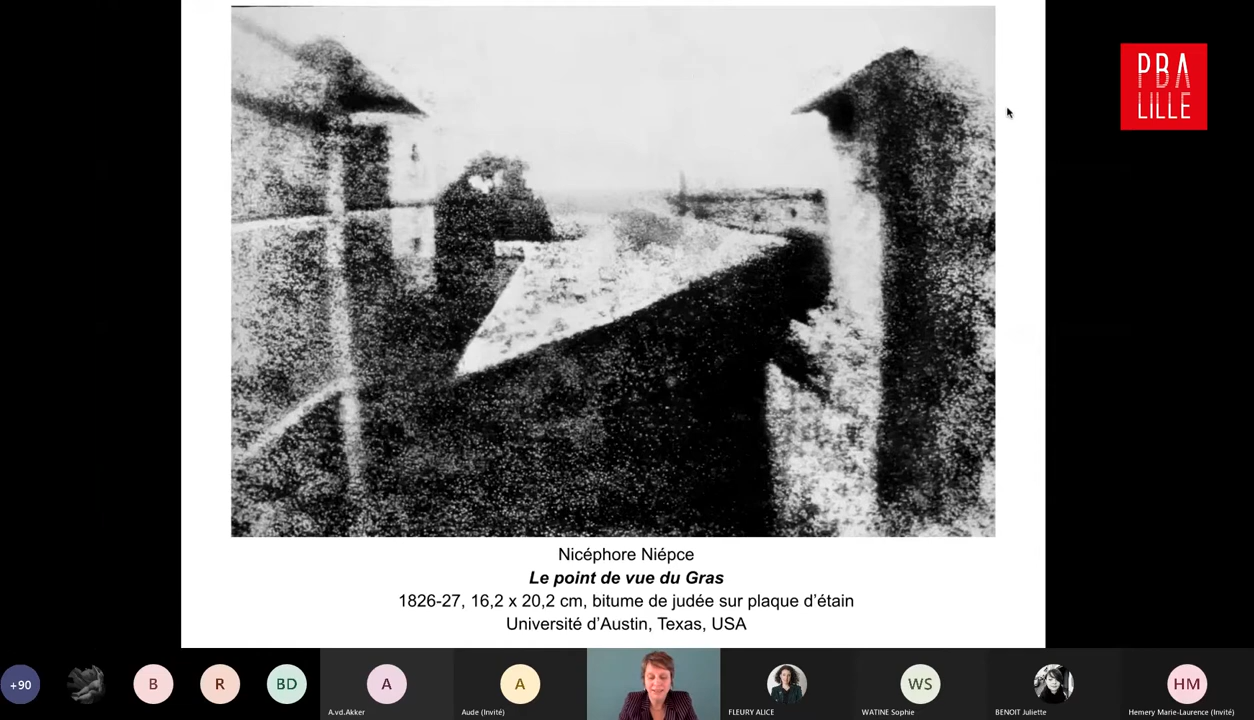 PBA
LILLE
Nicéphore Niépce
Le point de vue du Gras
1826-27, 16,2 x 20,2 cm, bitume de judée sur plaque d'étain
Université d'Austin, Texas, USA
+90
B
R
BD
A
A
WS
HM
A.vd.Akker
Aude (Invité)
FLEURY ALICE
WATINE Sophie
BENOIT Juliette
Hemery Marie-Laurence (Invité)